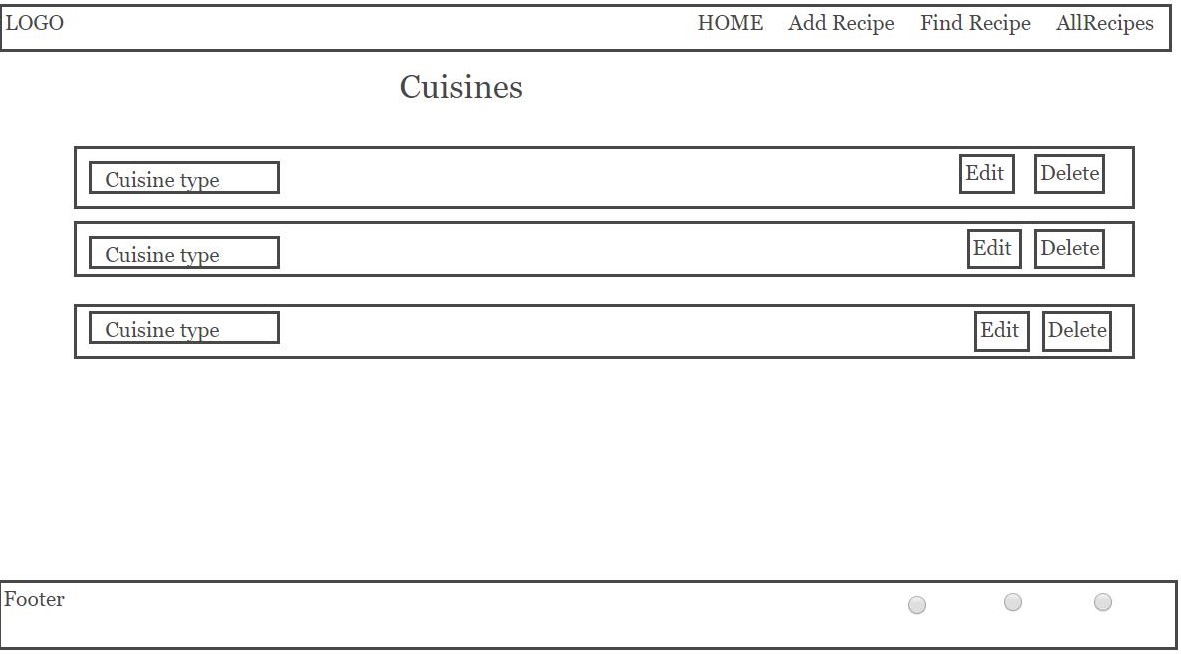 LOGO HOME Add Recipe Find Recipe AllRecipes
Cuisines
Cuisine type Edit Delete
Cuisine type Edit Delete
Cuisine type Edit Delete
Footer